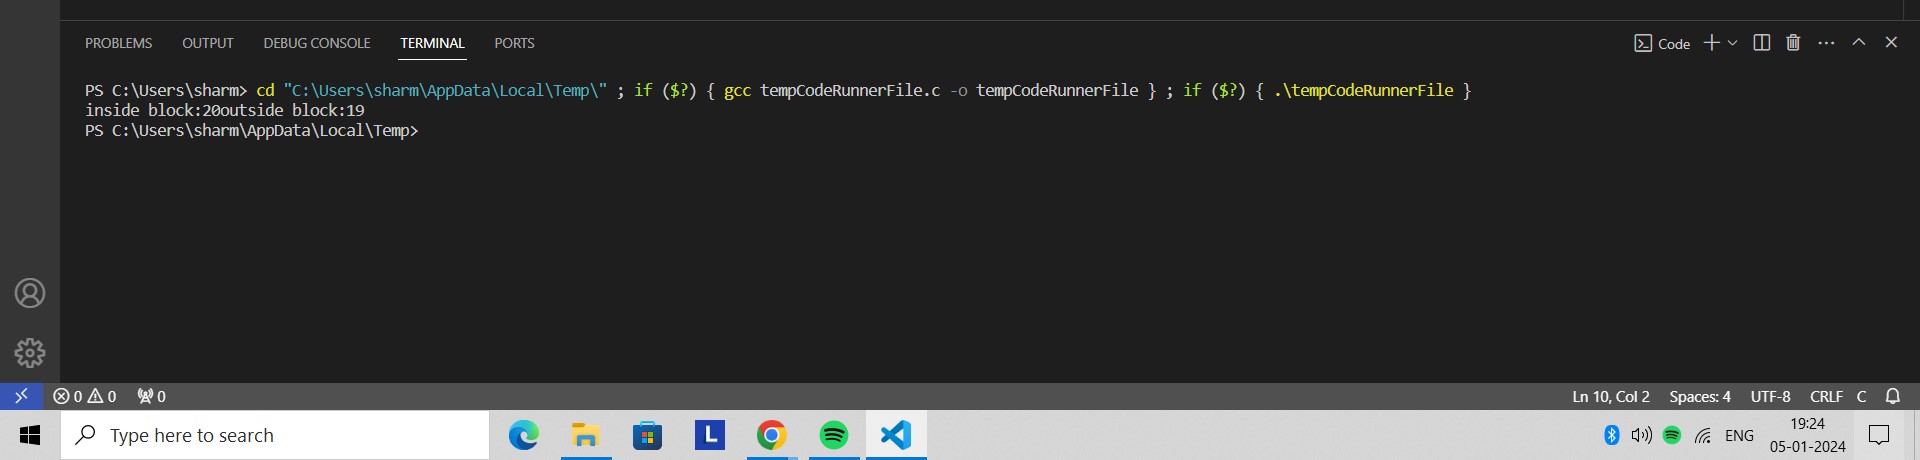 PROBLEMS OUTPUT DEBUG CONSOLE TERMINAL PORTS Code
PS C:\Users\sharm> cd "C:\Users\sharm\AppData\Local\Temp\" ; if ($?) { gcc tempCodeRunnerFile.c -o tempCodeRunnerFile } ; if ($?) { .\tempCodeRunnerFile }
inside block:20outside block:19
PS C:\Users\sharm\AppData\Local\Temp>
0 0 0 Ln 10, Col 2 Spaces: 4 UTF-8 CRLF C
Type here to search L ENG 19:24
05-01-2024